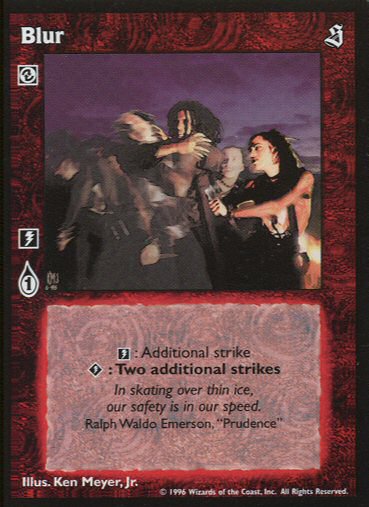 Blur
S
1
: Additional strike
: Two additional strikes
In skating over thin ice,
our safety is in our speed.
Ralph Waldo Emerson, "Prudence"
Illus. Ken Meyer, Jr.
© 1996 Wizards of the Coast, Inc. All Rights Reserved.